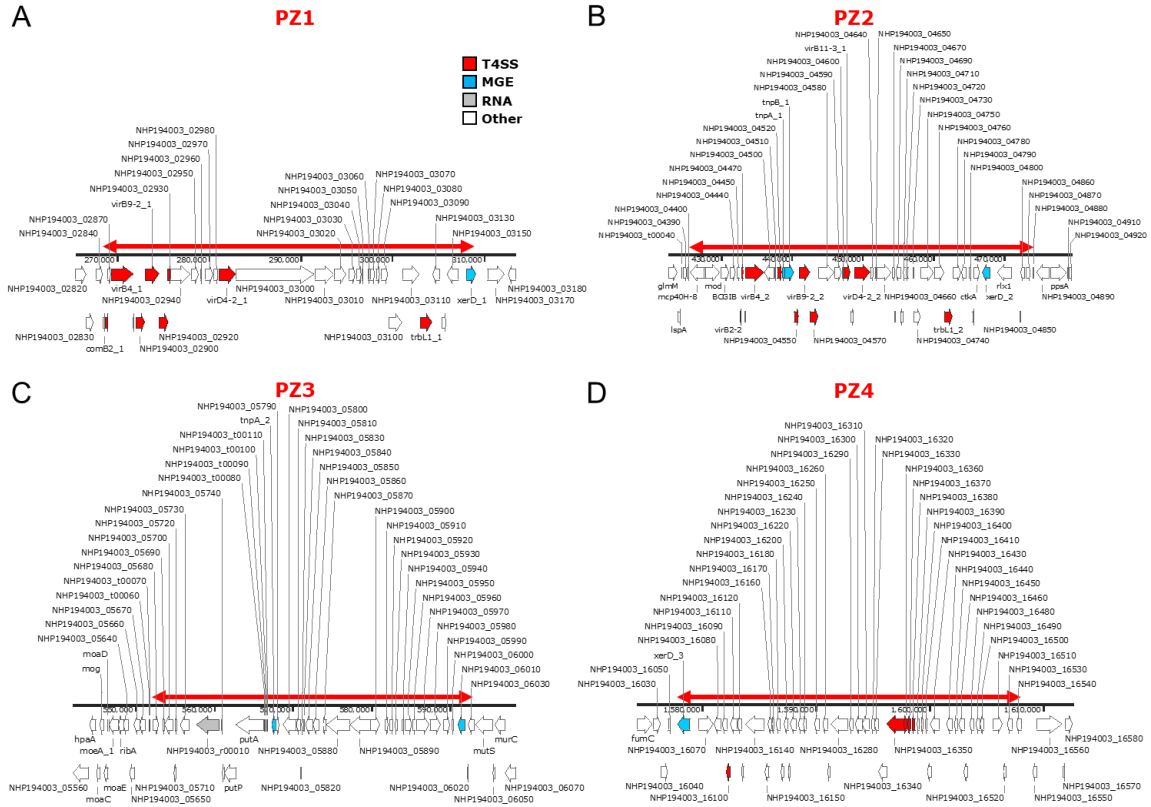 A
PZ1
T4SS
MGE
RNA
Other
NHP194003_02980
NHP194003_02970
NHP194003_02960
NHP194003_02950
NHP194003_02930
virB9-2_1
NHP194003_02870
NHP194003_02840
NHP194003_03060
NHP194003_03050
NHP194003_03040
NHP194003_03030
NHP194003_03020
NHP194003_03070
NHP194003_03080
NHP194003_03090
NHP194003_03130
NHP194003_03150
270,000
280,000
290,000
300,000
310,000
NHP194003_02820
virB4_1
NHP194003_02940
virD4-2_1
NHP194003_03000
NHP194003_03010
NHP194003_03110
xerD_1
NHP194003_03180
NHP194003_03170
NHP194003_02830
comB2_1
NHP194003_02920
NHP194003_02900
NHP194003_03100
trbL1_1
B
PZ2
NHP194003_04640
virB11-3_1
NHP194003_04600
NHP194003_04590
NHP194003_04580
tnpB_1
tnpA_1
NHP194003_04520
NHP194003_04510
NHP194003_04500
NHP194003_04470
NHP194003_04450
NHP194003_04440
NHP194003_04400
NHP194003_04390
NHP194003_t00040
NHP194003_04650
NHP194003_04670
NHP194003_04690
NHP194003_04710
NHP194003_04720
NHP194003_04730
NHP194003_04750
NHP194003_04760
NHP194003_04780
NHP194003_04790
NHP194003_04800
NHP194003_04860
NHP194003_04870
NHP194003_04880
NHP194003_04910
NHP194003_04920
430,000
440,000
450,000
460,000
470,000
glmM
mod
virB4_2
virB9-2_2
virD4-2_2
ctkA
rlx1
ppsA
mcp40H-8
BCGIB
NHP194003_04660
xerD_2
NHP194003_04890
lspA
virB2-2
NHP194003_04550
NHP194003_04570
NHP194003_04740
trbL1_2
NHP194003_04850
C
PZ3
NHP194003_05790
tnpA_2
NHP194003_t00110
NHP194003_t00100
NHP194003_t00090
NHP194003_t00080
NHP194003_05740
NHP194003_05730
NHP194003_05720
NHP194003_05700
NHP194003_05690
NHP194003_05680
NHP194003_t00070
NHP194003_t00060
NHP194003_05670
NHP194003_05660
NHP194003_05640
moaD
mog
NHP194003_05800
NHP194003_05810
NHP194003_05830
NHP194003_05840
NHP194003_05850
NHP194003_05860
NHP194003_05870
NHP194003_05900
NHP194003_05910
NHP194003_05920
NHP194003_05930
NHP194003_05940
NHP194003_05950
NHP194003_05960
NHP194003_05970
NHP194003_05980
NHP194003_05990
NHP194003_06000
NHP194003_06010
NHP194003_06030
550,000
560,000
580,000
590,000
hpaA
putA
murC
moeA_1
ribA
NHP194003_r00010
NHP194003_05880
NHP194003_05890
mutS
NHP194003_05560
moaE
NHP194003_05710
putP
NHP194003_05820
NHP194003_06020
NHP194003_06070
moaC
NHP194003_05650
NHP194003_06050
D
PZ4
NHP194003_16310
NHP194003_16300
NHP194003_16290
NHP194003_16260
NHP194003_16250
NHP194003_16240
NHP194003_16230
NHP194003_16220
NHP194003_16200
NHP194003_16180
NHP194003_16170
NHP194003_16160
NHP194003_16120
NHP194003_16110
NHP194003_16090
NHP194003_16080
xerD_3
NHP194003_16050
NHP194003_16030
NHP194003_16320
NHP194003_16330
NHP194003_16360
NHP194003_16370
NHP194003_16380
NHP194003_16390
NHP194003_16400
NHP194003_16410
NHP194003_16430
NHP194003_16440
NHP194003_16450
NHP194003_16460
NHP194003_16480
NHP194003_16490
NHP194003_16500
NHP194003_16510
NHP194003_16530
NHP194003_16540
1,580,000
1,590,000
1,600,000
1,610,000
fumC
NHP194003_16580
NHP194003_16070
NHP194003_16140
NHP194003_16280
NHP194003_16350
NHP194003_16560
NHP194003_16040
NHP194003_16340
NHP194003_16520
NHP194003_16570
NHP194003_16100
NHP194003_16150
NHP194003_16550